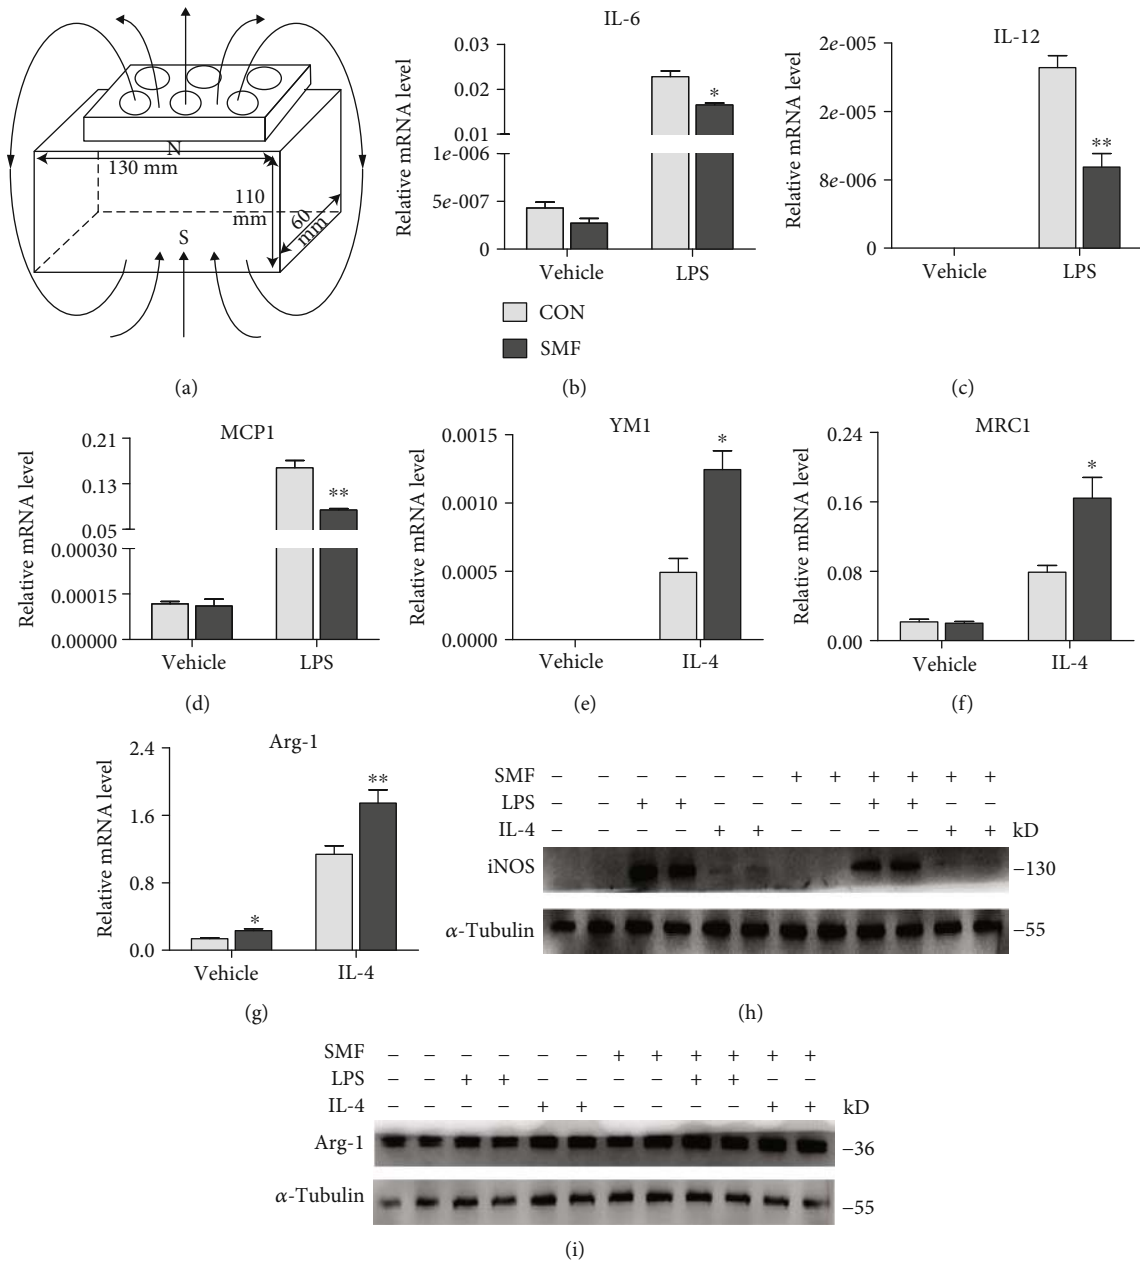 N
130 mm
110
mm
60
mm
S
(a)
IL-6
Relative mRNA level
0.03
0.02
0.01
1e-006
5e-007
0
Vehicle LPS
CON
SMF
*
(b)
IL-12
Relative mRNA level
2e-005
2e-005
8e-006
0
Vehicle LPS
**
(c)
MCP1
Relative mRNA level
0.21
0.13
0.05
0.00030
0.00015
0.00000
Vehicle LPS
**
(d)
YM1
Relative mRNA level
0.0015
0.0010
0.0005
0.0000
Vehicle IL-4
*
(e)
MRC1
Relative mRNA level
0.24
0.16
0.08
0.00
Vehicle IL-4
*
(f)
Arg-1
Relative mRNA level
2.4
1.6
0.8
0.0
Vehicle IL-4
*
**
(g)
SMF − − − − − − + + + + + +
LPS − − + + − − − − + + − −
IL-4 − − − − + + − − − − + + kD
iNOS −130
α-Tubulin −55
(h)
SMF − − − − − − + + + + + +
LPS − − + + − − − − + + − −
IL-4 − − − − + + − − − − + + kD
Arg-1 −36
α-Tubulin −55
(i)